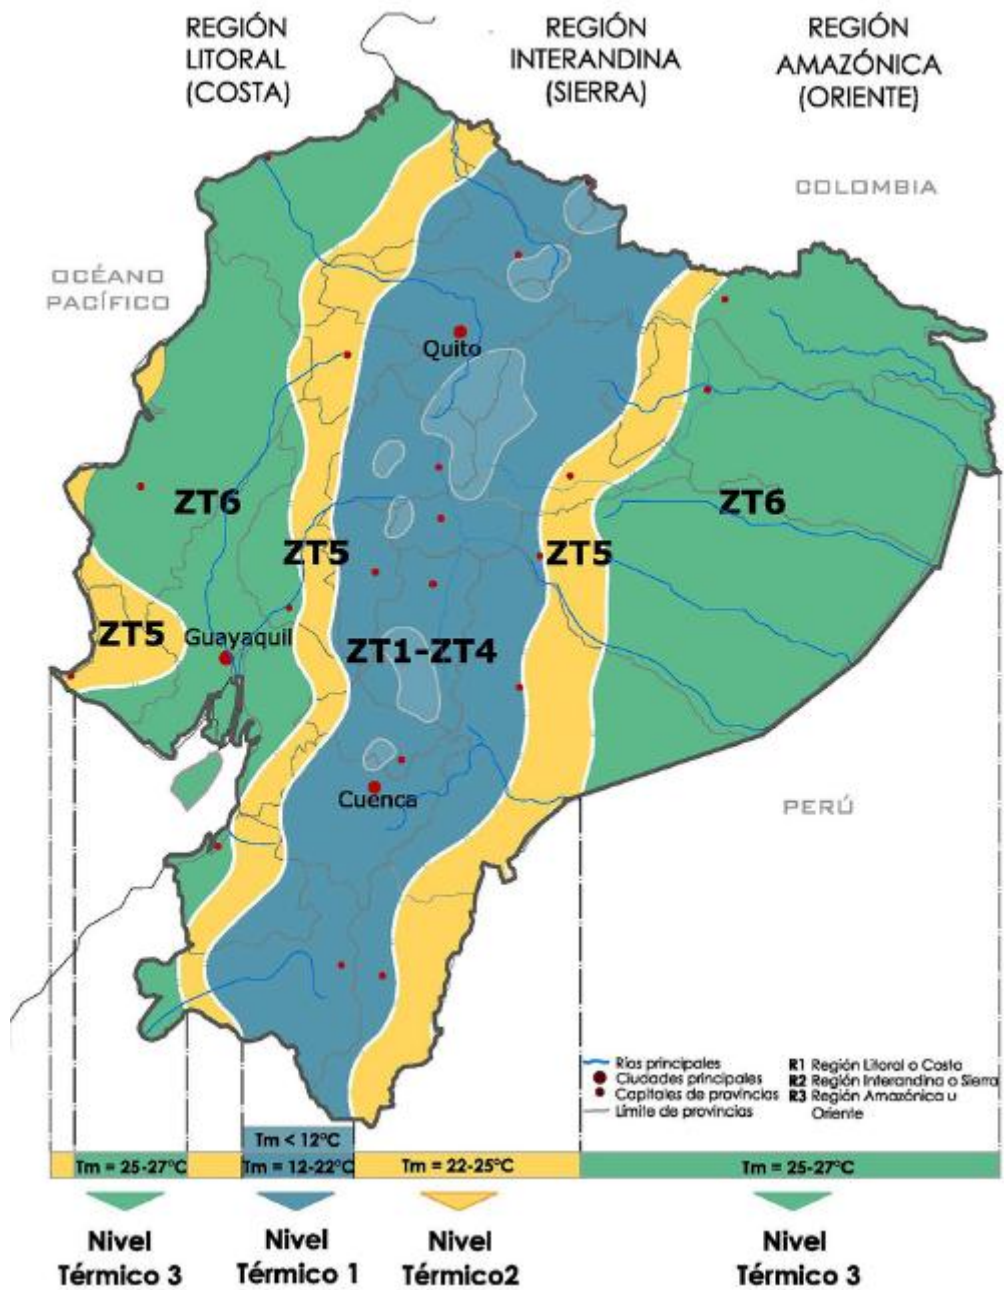 REGIÓN
LITORAL
(COSTA)
REGIÓN
INTERANDINA
(SIERRA)
REGIÓN
AMAZÓNICA
(ORIENTE)
COLOMBIA
OCÉANO
PACÍFICO
Quito
ZT6
ZT6
ZT5
ZT5
ZT5
Guayaquil
ZT1-ZT4
Cuenca
PERÚ
Ríos principales
Ciudades principales
Capitales de provincias
Límite de provincias
R1 Región Litoral o Costa
R2 Región Interandina o Sierra
R3 Región Amazónica u
Oriente
Tm < 12°C
Tm = 25-27°C
Tm = 12-22°C
Tm = 22-25°C
Tm = 25-27°C
Nivel
Térmico 3
Nivel
Térmico 1
Nivel
Térmico2
Nivel
Térmico 3